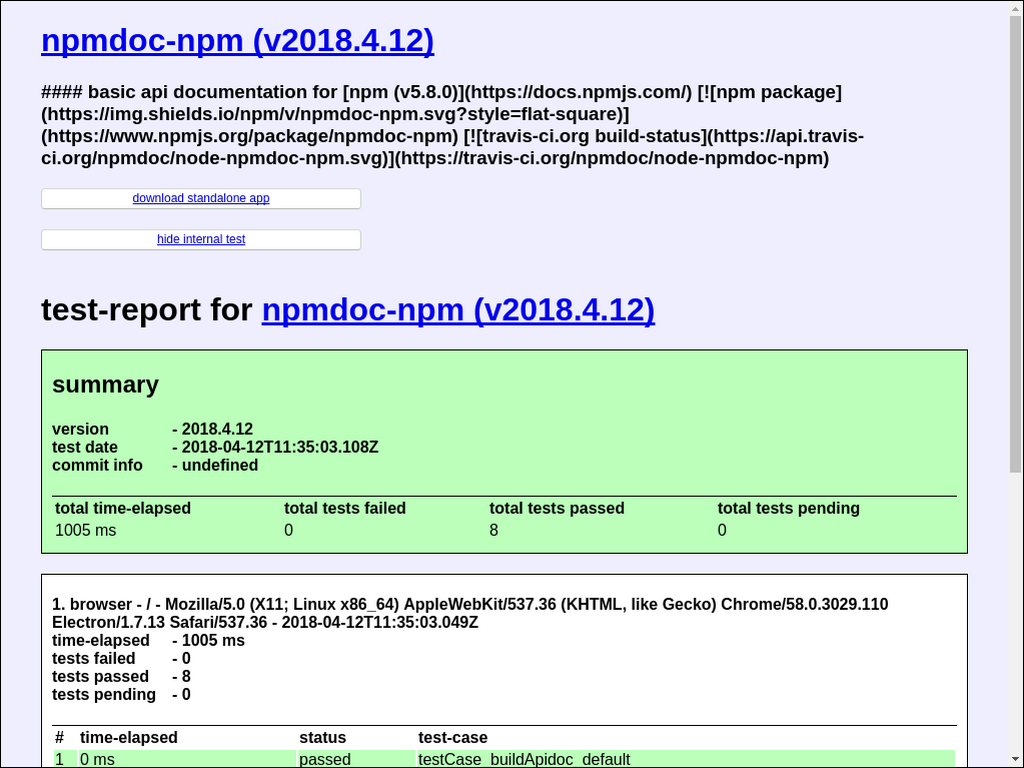 npmdoc-npm (v2018.4.12)
#### basic api documentation for [npm (v5.8.0)](https://docs.npmjs.com/) [![npm package]
(https://img.shields.io/npm/v/npmdoc-npm.svg?style=flat-square)]
(https://www.npmjs.org/package/npmdoc-npm) [![travis-ci.org build-status](https://api.travis-
ci.org/npmdoc/node-npmdoc-npm.svg)](https://travis-ci.org/npmdoc/node-npmdoc-npm)
download standalone app
hide internal test
test-report for npmdoc-npm (v2018.4.12)
summary
version - 2018.4.12
test date - 2018-04-12T11:35:03.108Z
commit info - undefined
total time-elapsed total tests failed total tests passed total tests pending
1005 ms 0 8 0
1. browser - / - Mozilla/5.0 (X11; Linux x86_64) AppleWebKit/537.36 (KHTML, like Gecko) Chrome/58.0.3029.110
Electron/1.7.13 Safari/537.36 - 2018-04-12T11:35:03.049Z
time-elapsed - 1005 ms
tests failed - 0
tests passed - 8
tests pending - 0
# time-elapsed status test-case
1 0 ms passed testCase_buildApidoc_default